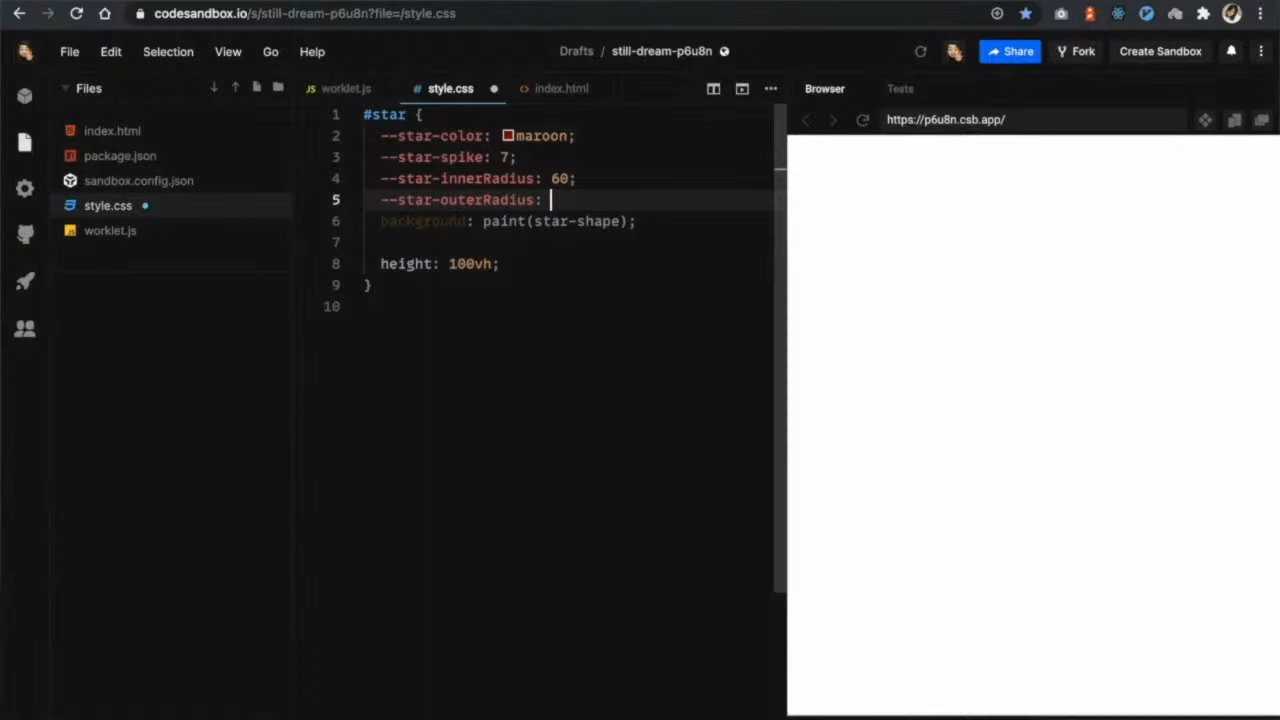 codesandbox.io/s/still-dream-p6u8n?file=/style.css
File Edit Selection View Go Help
Drafts / still-dream-p6u8n
Share Fork Create Sandbox
Files
JS worklet.js # style.css <> index.html
Browser Tests
https://p6u8n.csb.app/
index.html
package.json
sandbox.config.json
style.css
worklet.js
1 #star {
2 --star-color: maroon;
3 --star-spike: 7;
4 --star-innerRadius: 60;
5 --star-outerRadius:
6 background: paint(star-shape);
7
8 height: 100vh;
9 }
10